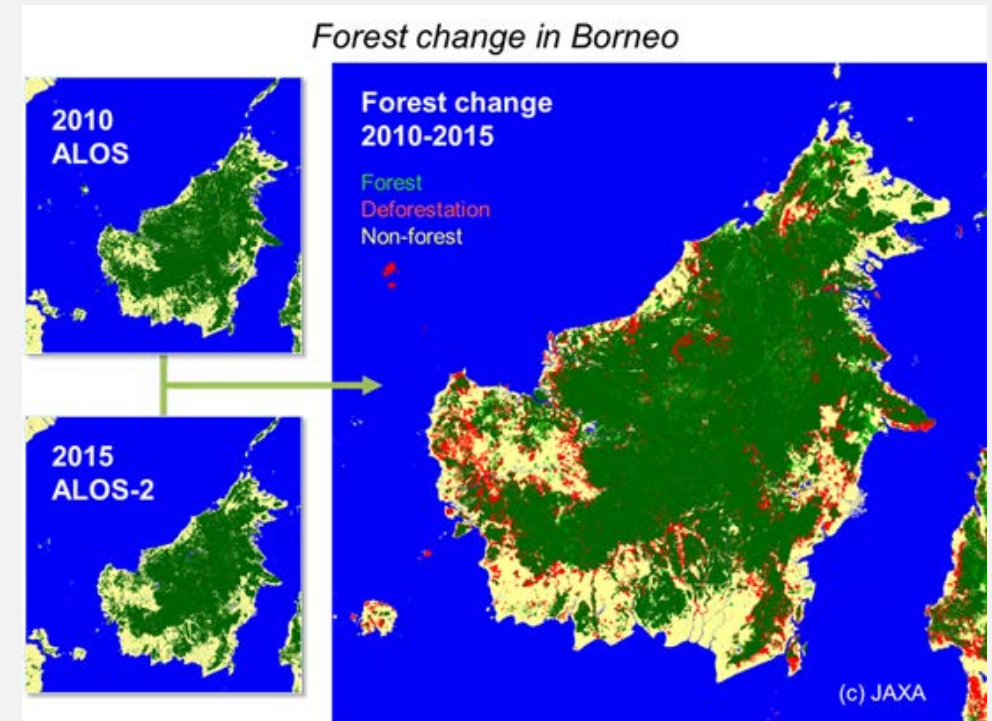 Forest change in Borneo
2010
ALOS
2015
ALOS-2
Forest change
2010-2015
Forest
Deforestation
Non-forest
(c) JAXA